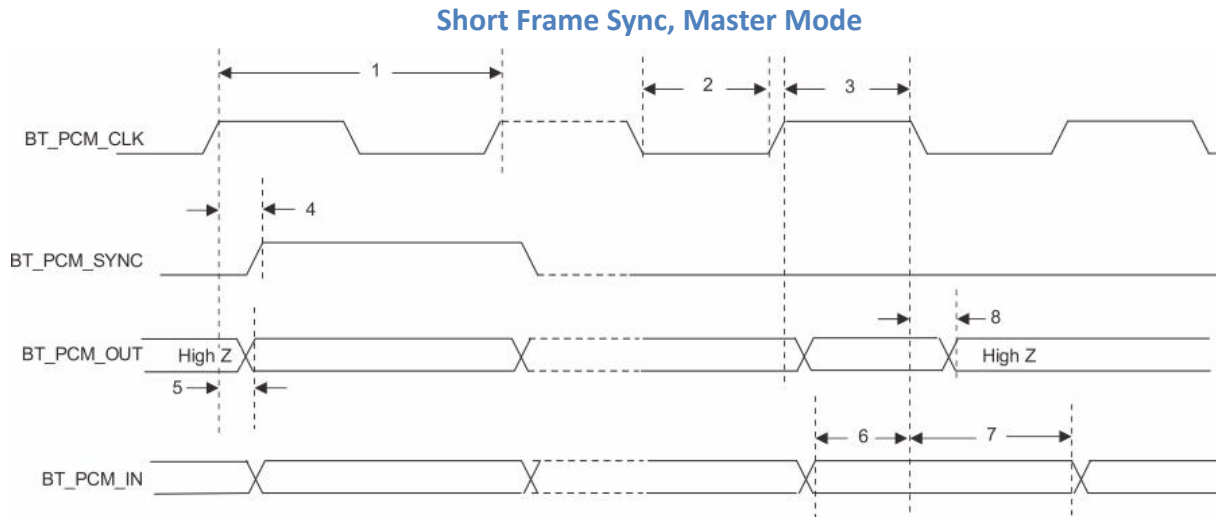 Short Frame Sync, Master Mode
1
2
3
BT_PCM_CLK
4
BT_PCM_SYNC
8
BT_PCM_OUT
High Z
High Z
5
6
7
BT_PCM_IN